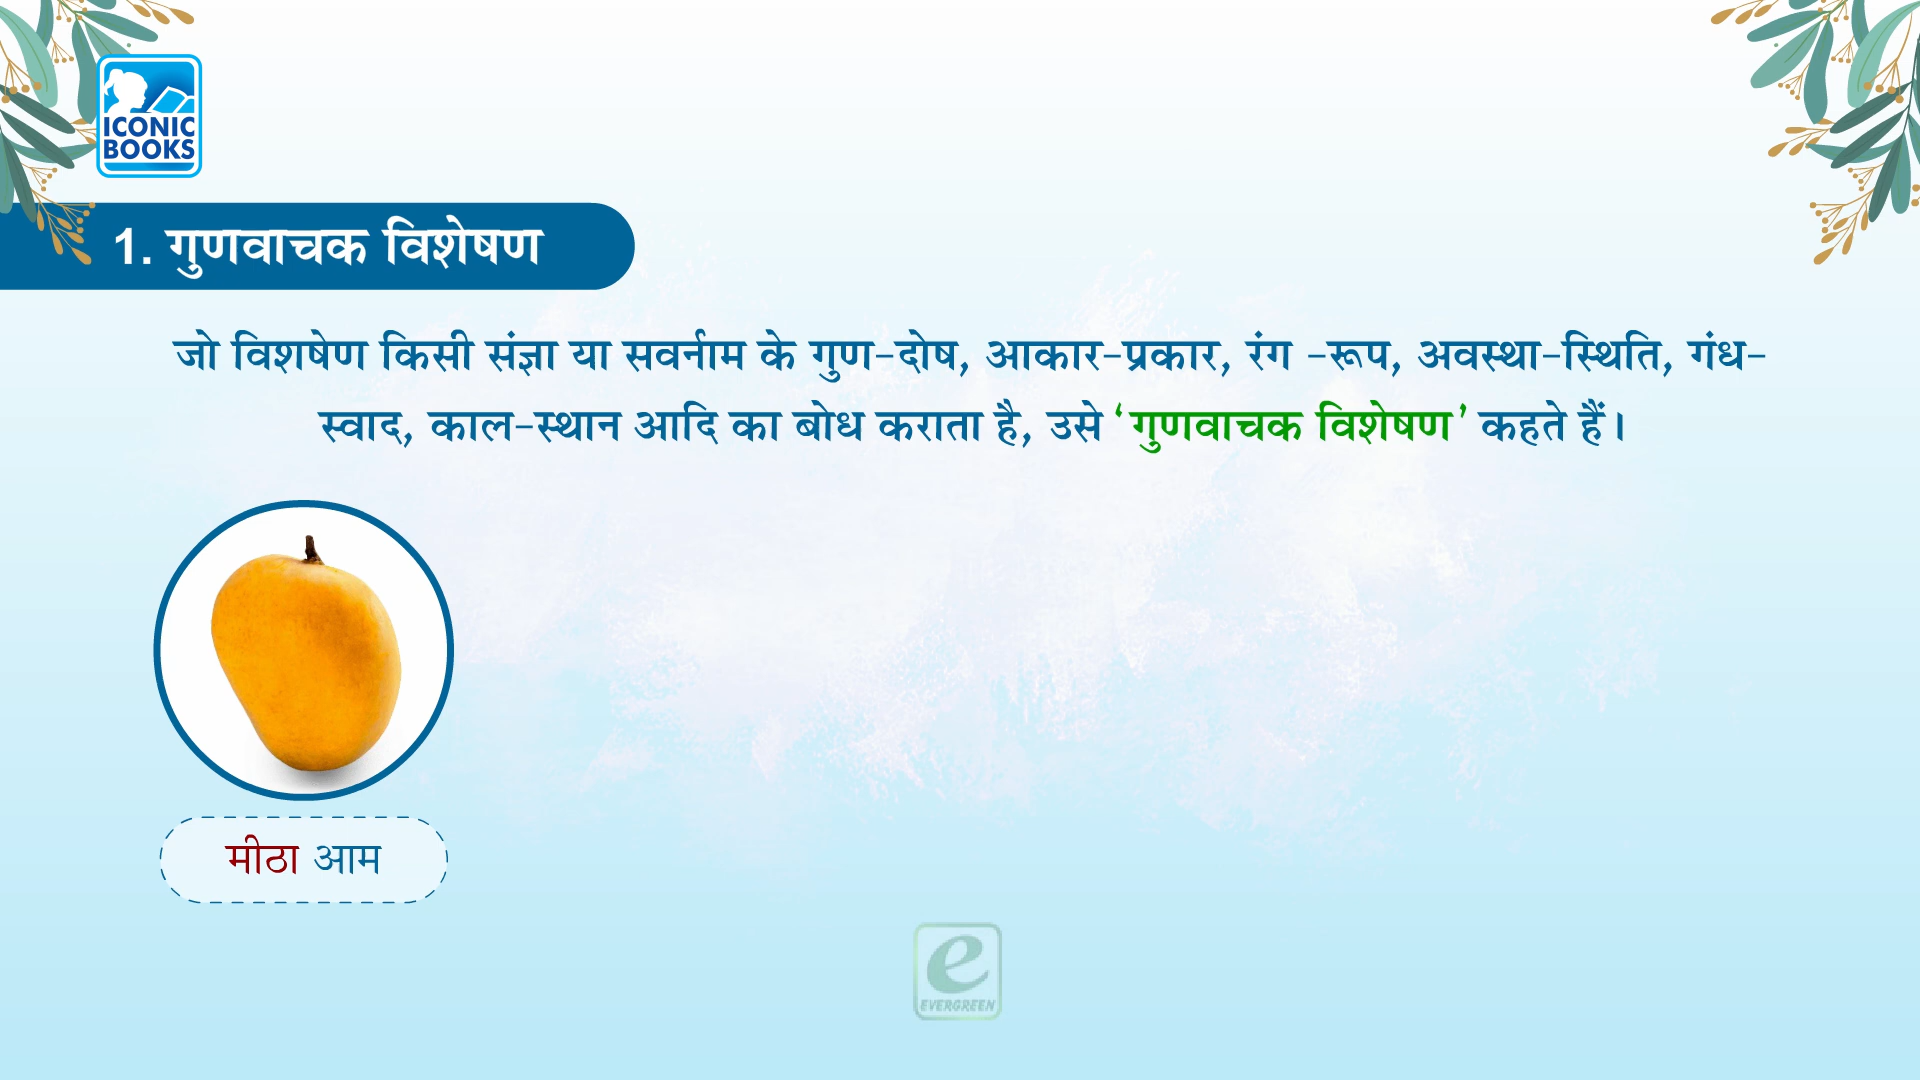 ICONIC
BOOKS
1. गुणवाचक विशेषण
जो विशषेण किसी संज्ञा या सवर्नाम के गुण-दोष, आकार-प्रकार, रंग -रूप, अवस्था-स्थिति, गंध-
स्वाद, काल-स्थान आदि का बोध कराता है, उसे ‘गुणवाचक विशेषण’ कहते हैं।
मीठा आम
e
EVERGREEN